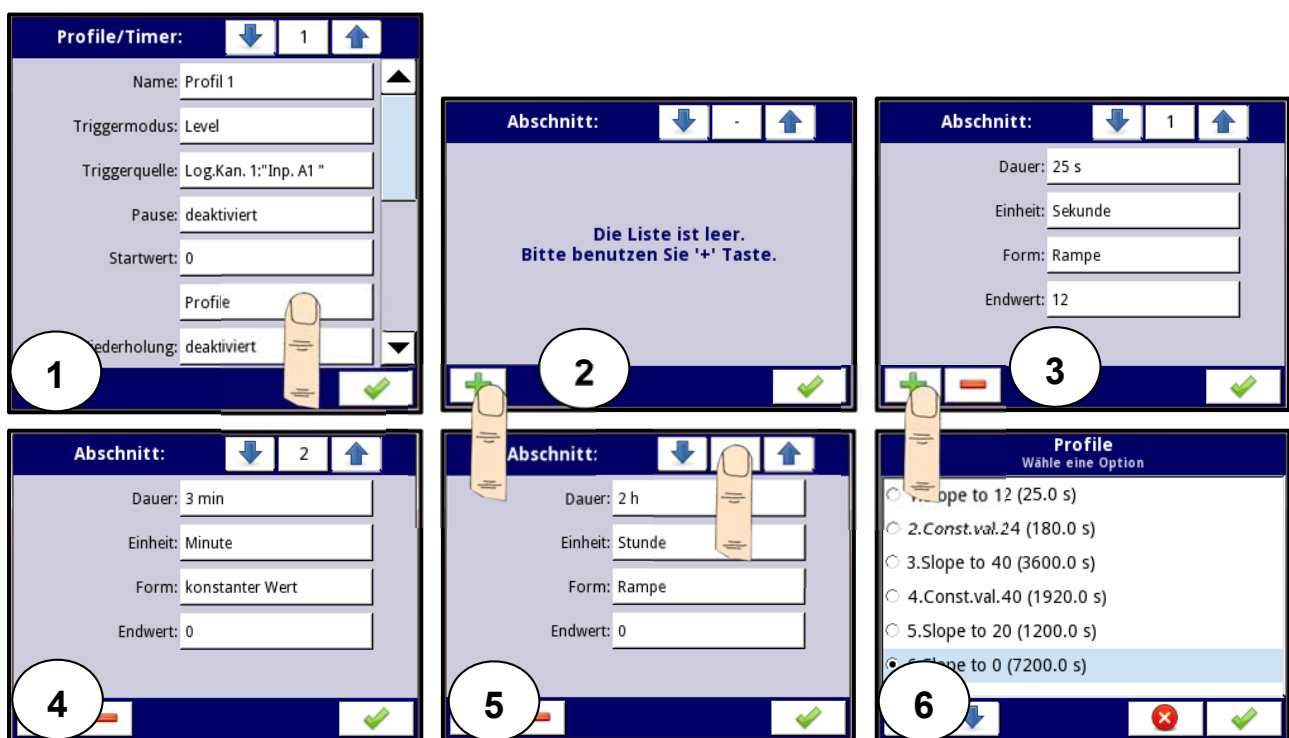 Profile/Timer: 1
Name: Profil 1
Triggermodus: Level
Triggerquelle: Log.Kan. 1:"Inp. A1 "
Pause: deaktiviert
Startwert: 0
Profile
iederholung: deaktiviert
1
Abschnitt: -
Die Liste ist leer.
Bitte benutzen Sie '+' Taste.
2
Abschnitt: 1
Dauer: 25 s
Einheit: Sekunde
Form: Rampe
Endwert: 12
3
Abschnitt: 2
Dauer: 3 min
Einheit: Minute
Form: konstanter Wert
Endwert: 0
4
Abschnitt:
Dauer: 2 h
Einheit: Stunde
Form: Rampe
Endwert: 0
5
Profile
Wähle eine Option
ope to 12 (25.0 s)
2.Const.val.24 (180.0 s)
3.Slope to 40 (3600.0 s)
4.Const.val.40 (1920.0 s)
5.Slope to 20 (1200.0 s)
Slope to 0 (7200.0 s)
6